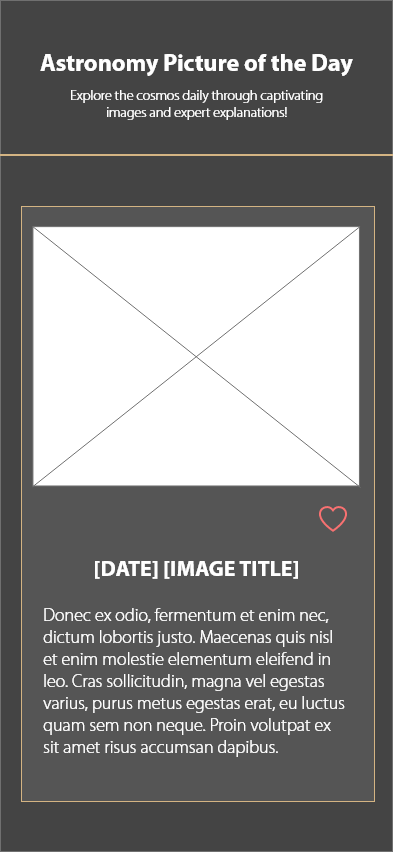 Astronomy Picture of the Day
Explore the cosmos daily through captivating
images and expert explanations!
[DATE] [IMAGE TITLE]
Donec ex odio, fermentum et enim nec,
dictum lobortis justo. Maecenas quis nisl
et enim molestie elementum eleifend in
leo. Cras sollicitudin, magna vel egestas
varius, purus metus egestas erat, eu luctus
quam sem non neque. Proin volutpat ex
sit amet risus accumsan dapibus.